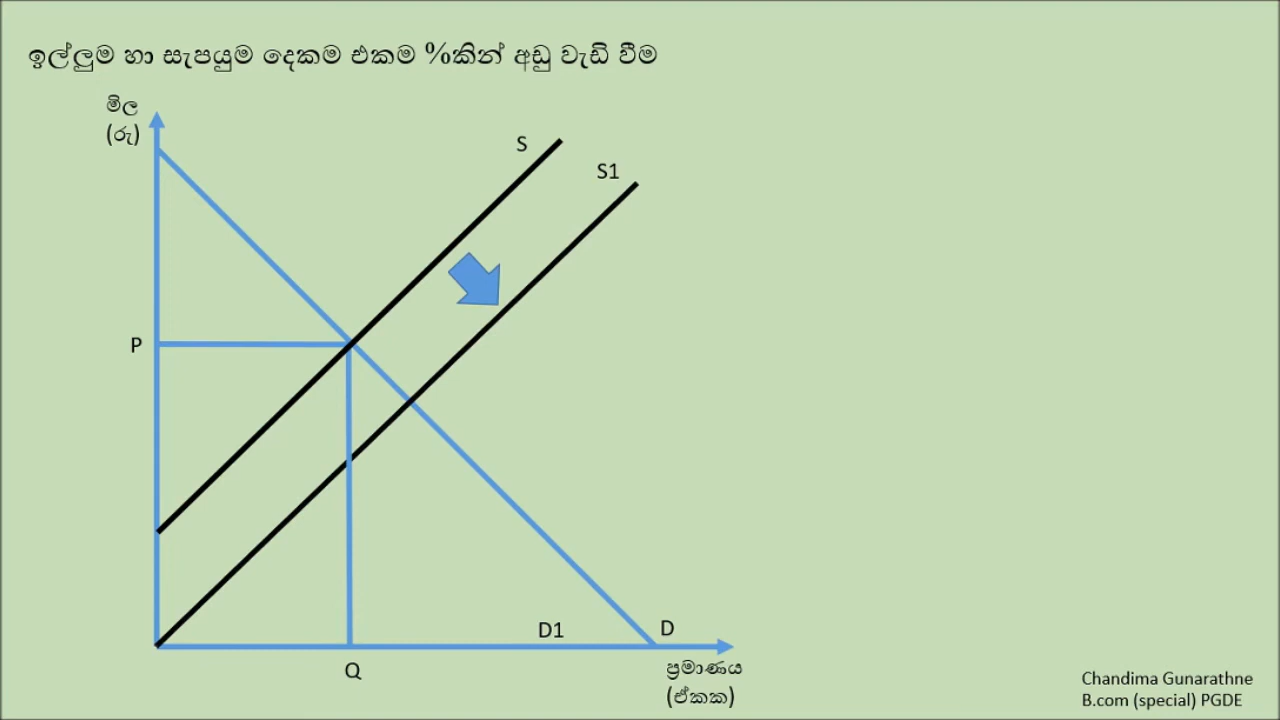 ඉල්ලුම හා සැපයුම දෙකම එකම %කින් අඩු වැඩි වීම
මිල
(රු)
S
S1
P
D1
D
Q
ප්‍රමාණය
(ඒකක)
Chandima Gunarathne
B.com (special) PGDE